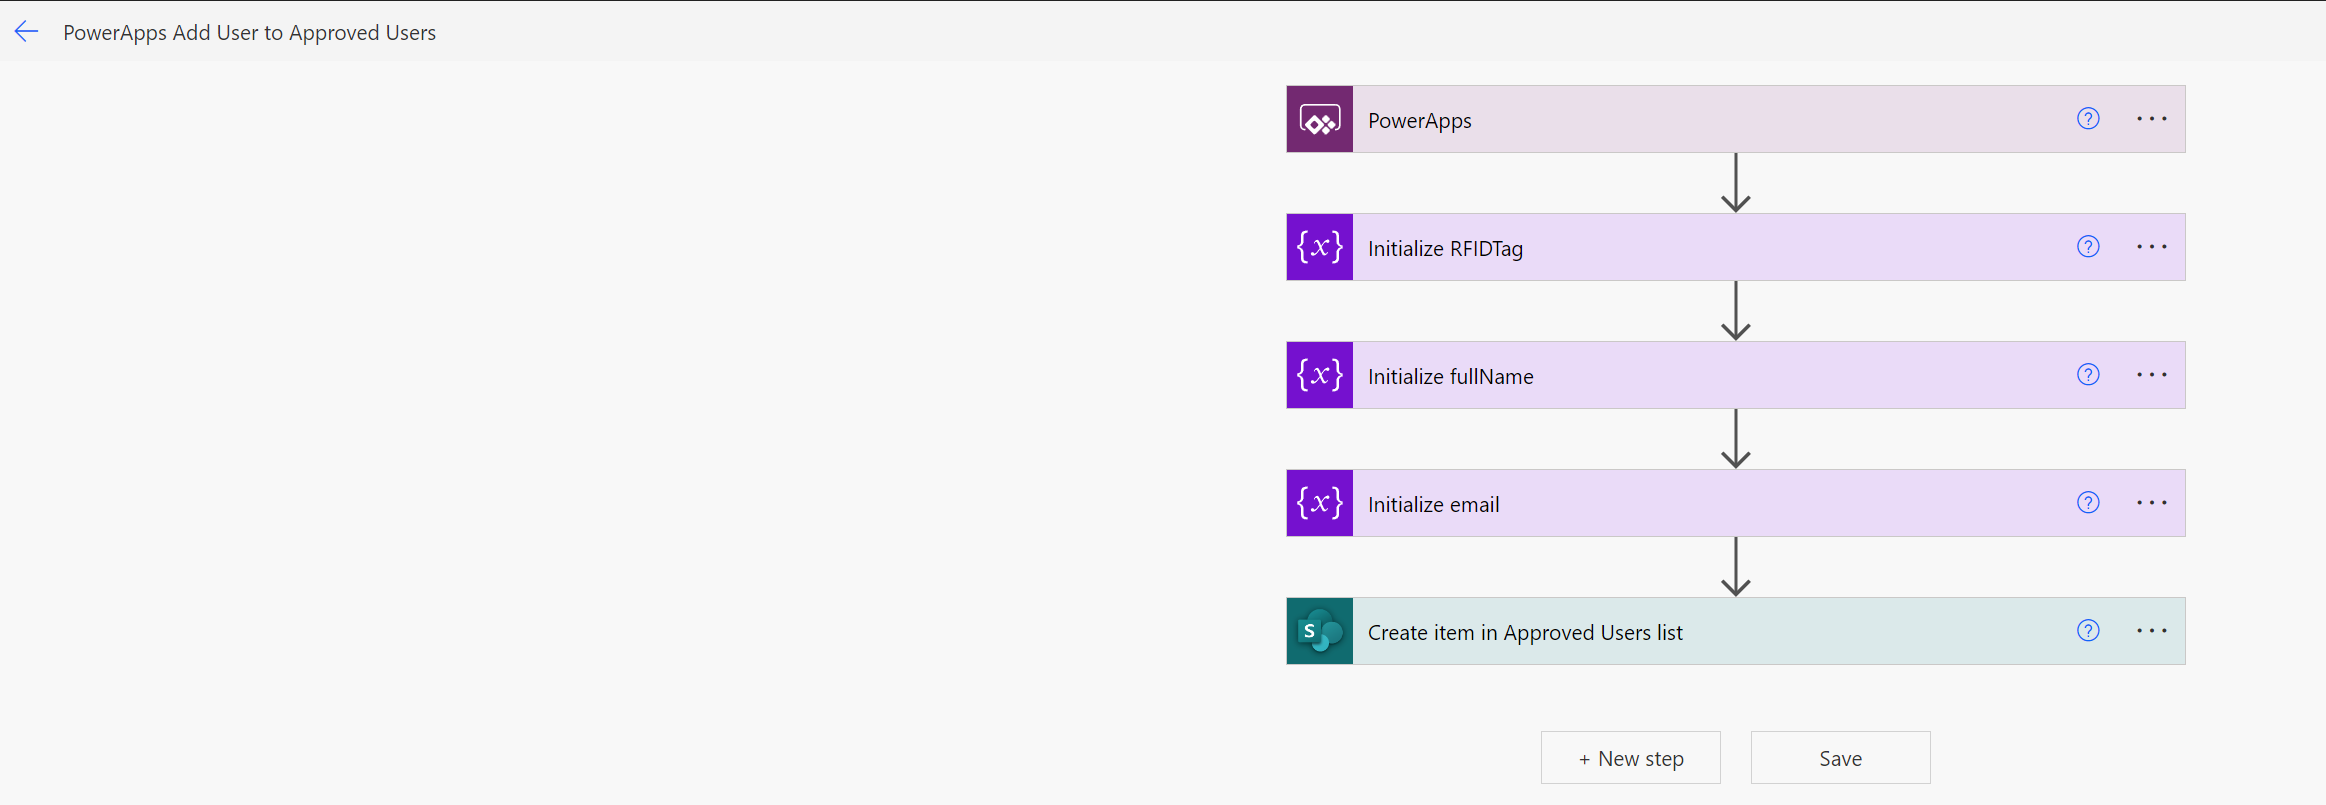 PowerApps Add User to Approved Users
PowerApps
?
...
{x}
Initialize RFIDTag
?
...
{x}
Initialize fullName
?
...
{x}
Initialize email
?
...
S
Create item in Approved Users list
?
...
+ New step
Save